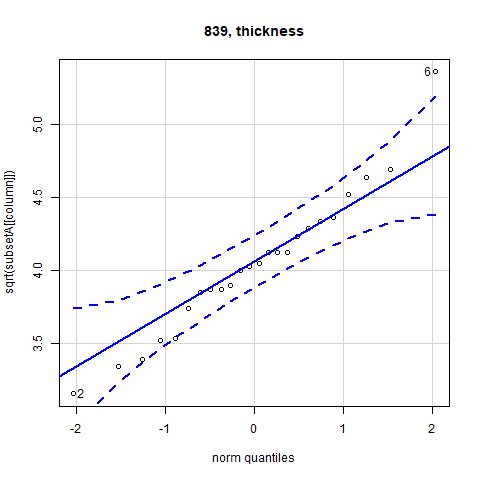 839, thickness
6
5.0
4.5
4.0
3.5
2
-2 -1 0 1 2
norm quantiles
sqrt(subsetA[[column]])